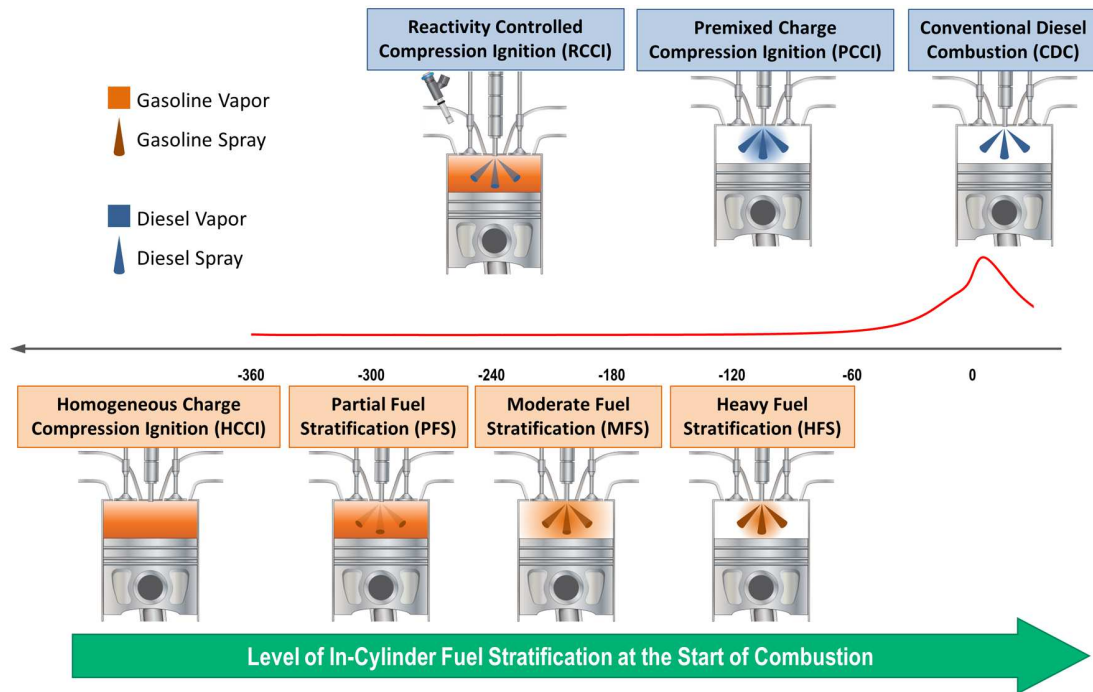 Reactivity Controlled
Compression Ignition (RCCI)
Premixed Charge
Compression Ignition (PCCI)
Conventional Diesel
Combustion (CDC)
Gasoline Vapor
Gasoline Spray
Diesel Vapor
Diesel Spray
-360 -300 -240 -180 -120 -60 0
Homogeneous Charge
Compression Ignition (HCCI)
Partial Fuel
Stratification (PFS)
Moderate Fuel
Stratification (MFS)
Heavy Fuel
Stratification (HFS)
Level of In-Cylinder Fuel Stratification at the Start of Combustion